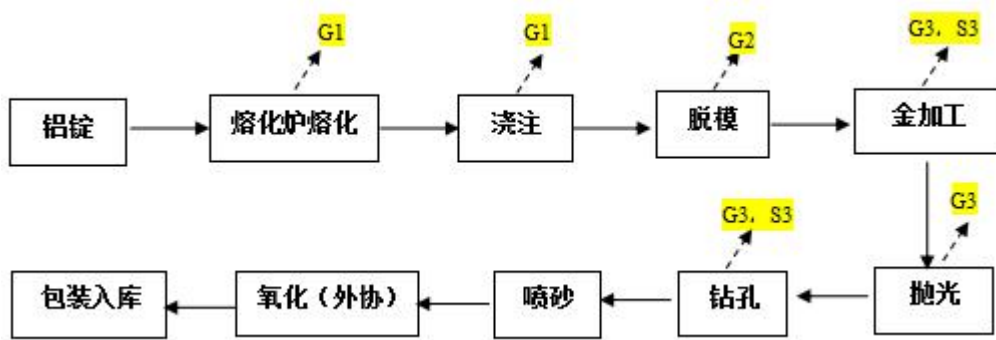 G1
G1
G2
G3，S3
铝锭
熔化炉熔化
浇注
脱模
金加工
G3，S3
G3
包装入库
氧化（外协）
喷砂
钻孔
抛光